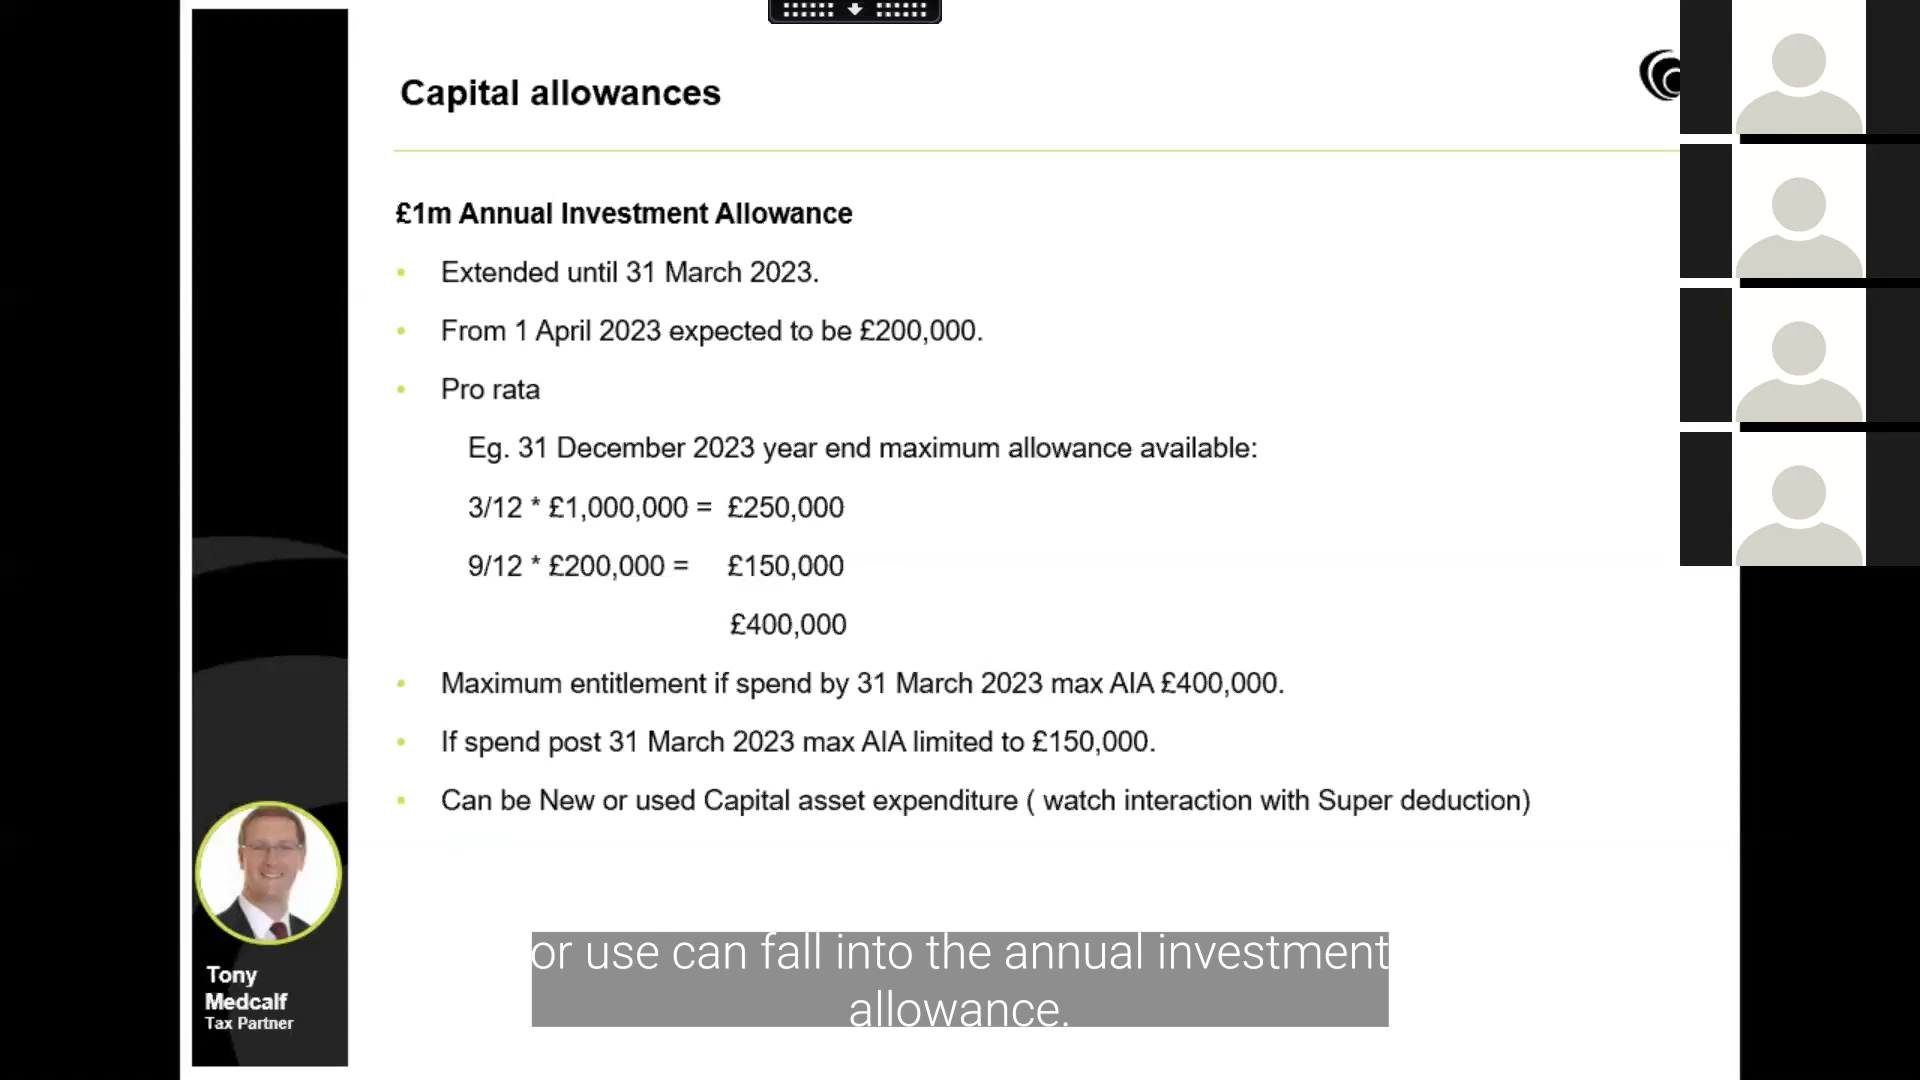 Capital allowances
£1m Annual Investment Allowance
• Extended until 31 March 2023.
• From 1 April 2023 expected to be £200,000.
• Pro rata
Eg. 31 December 2023 year end maximum allowance available:
3/12 * £1,000,000 = £250,000
9/12 * £200,000 = £150,000
£400,000
• Maximum entitlement if spend by 31 March 2023 max AIA £400,000.
• If spend post 31 March 2023 max AIA limited to £150,000.
• Can be New or used Capital asset expenditure ( watch interaction with Super deduction)
Tony
Medcalf
Tax Partner
or use can fall into the annual investment
allowance.